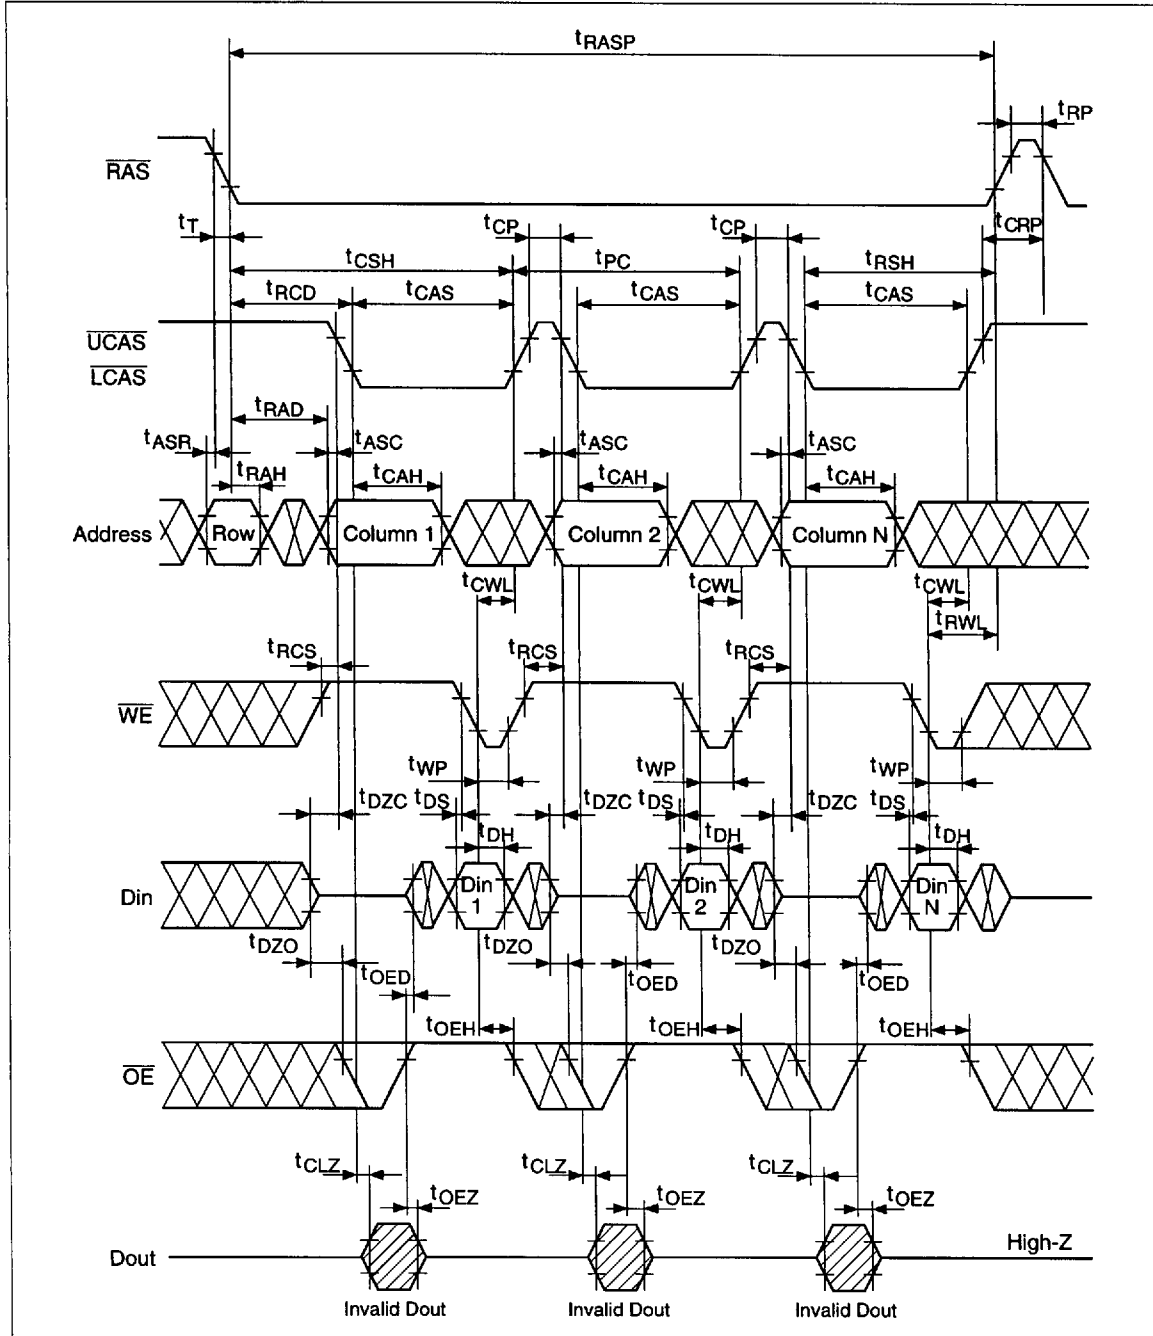 tRASP
tRP
RAS
tT
tCP
tCP
tCRP
tCSH
tPC
tRSH
tRCD
tCAS
tCAS
tCAS
UCAS
LCAS
tRAD
tASR
tASC
tASC
tASC
tRAH
tCAH
tCAH
tCAH
Address
Row
Column 1
Column 2
Column N
tCWL
tCWL
tCWL
tRWL
tRCS
tRCS
tRCS
WE
tWP
tWP
tWP
tDZC
tDS
tDZC
tDS
tDZC
tDS
tDH
tDH
tDH
Din
Din 1
Din 2
Din N
tDZO
tDZO
tDZO
tOED
tOED
tOED
tOEH
tOEH
tOEH
OE
tCLZ
tCLZ
tCLZ
tOEZ
tOEZ
tOEZ
Dout
High-Z
Invalid Dout
Invalid Dout
Invalid Dout